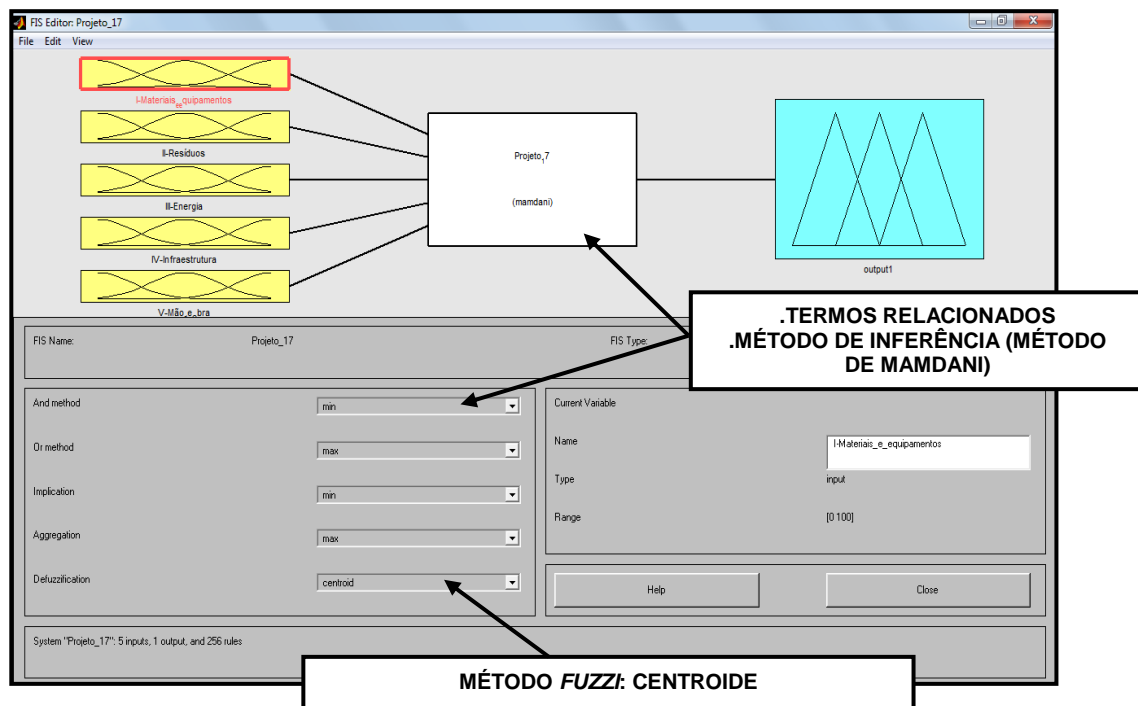 FIS Editor: Projeto_17
File Edit View
I-Materiais_ee_quipamentos
II-Resíduos
III-Energia
IV-Infraestrutura
V-Mão_e_bra
Projeto_17
(mamdani)
output1
.TERMOS RELACIONADOS
.MÉTODO DE INFERÊNCIA (MÉTODO
DE MAMDANI)
FIS Name: Projeto_17 FIS Type:
And method min
Or method max
Implication min
Aggregation max
Defuzzification centroid
Current Variable
Name I-Materiais_e_equipamentos
Type input
Range [0 100]
Help Close
System "Projeto_17": 5 inputs, 1 output, and 256 rules
MÉTODO FUZZI: CENTROIDE